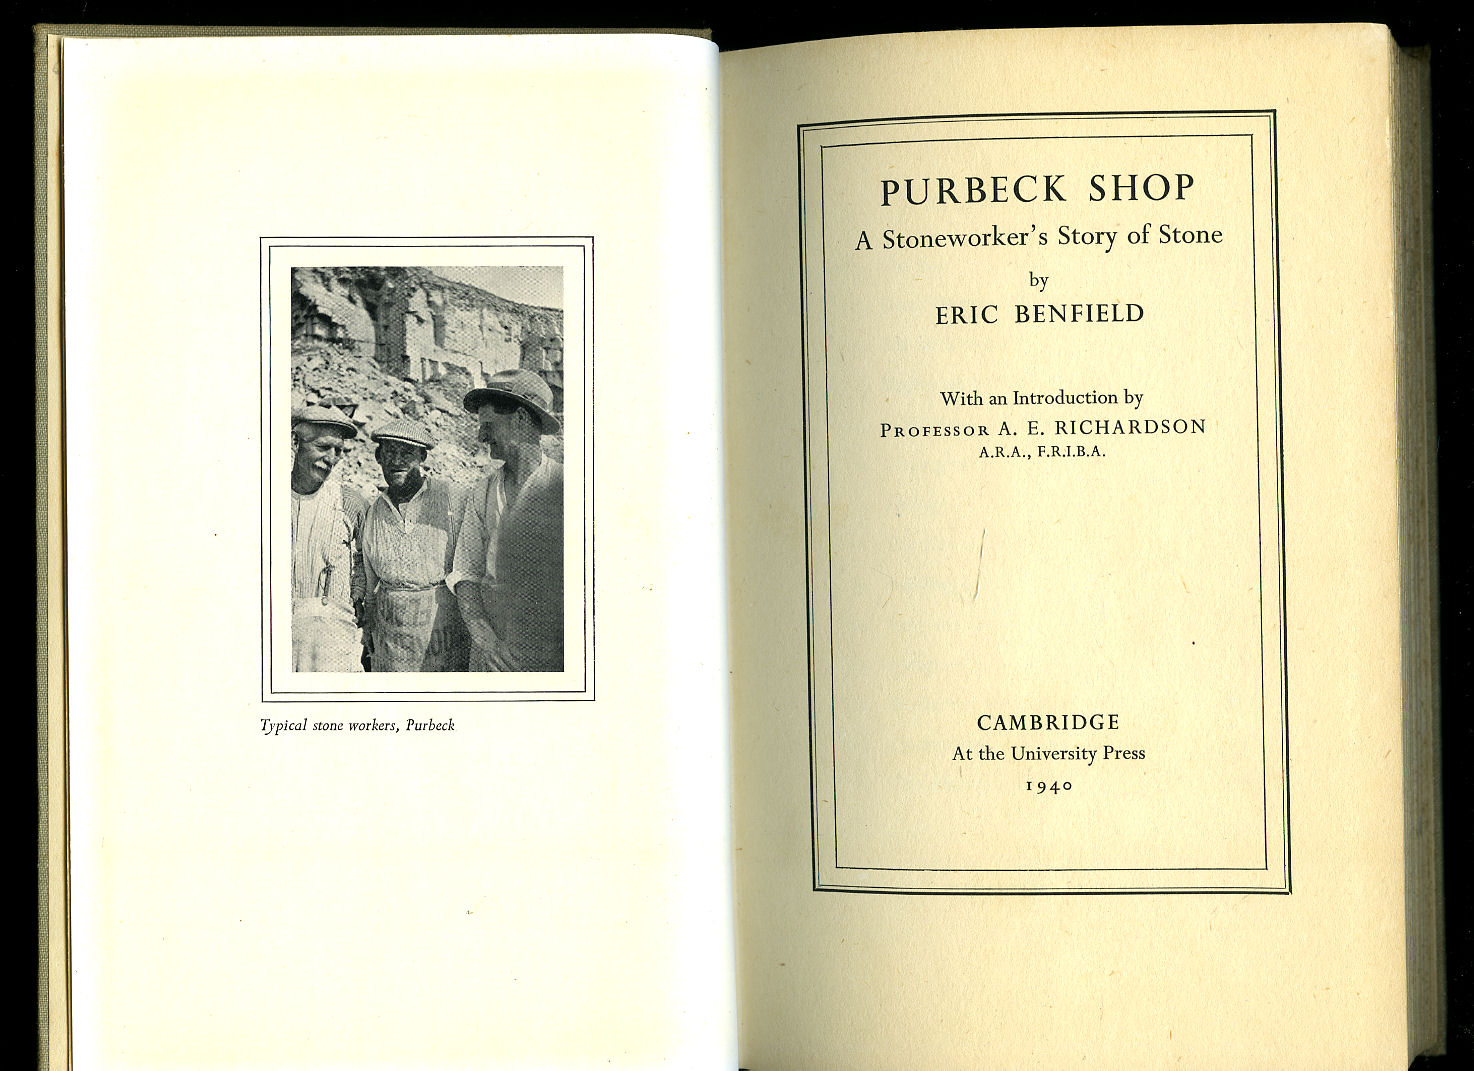 Typical stone workers, Purbeck
PURBECK SHOP
A Stoneworker's Story of Stone
by
ERIC BENFIELD
With an Introduction by
PROFESSOR A. E. RICHARDSON
A.R.A., F.R.I.B.A.
CAMBRIDGE
At the University Press
1940